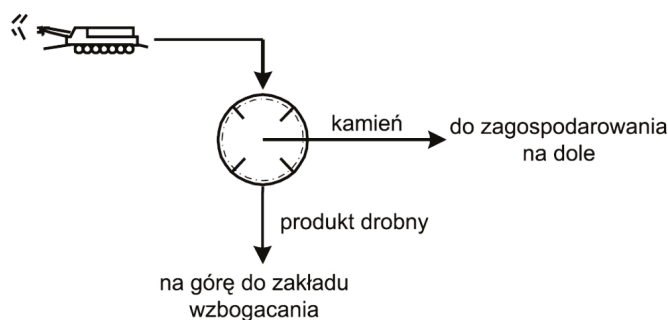 kamień
do zagospodarowania
na dole
produkt drobny
na górę do zakładu
wzbogacania